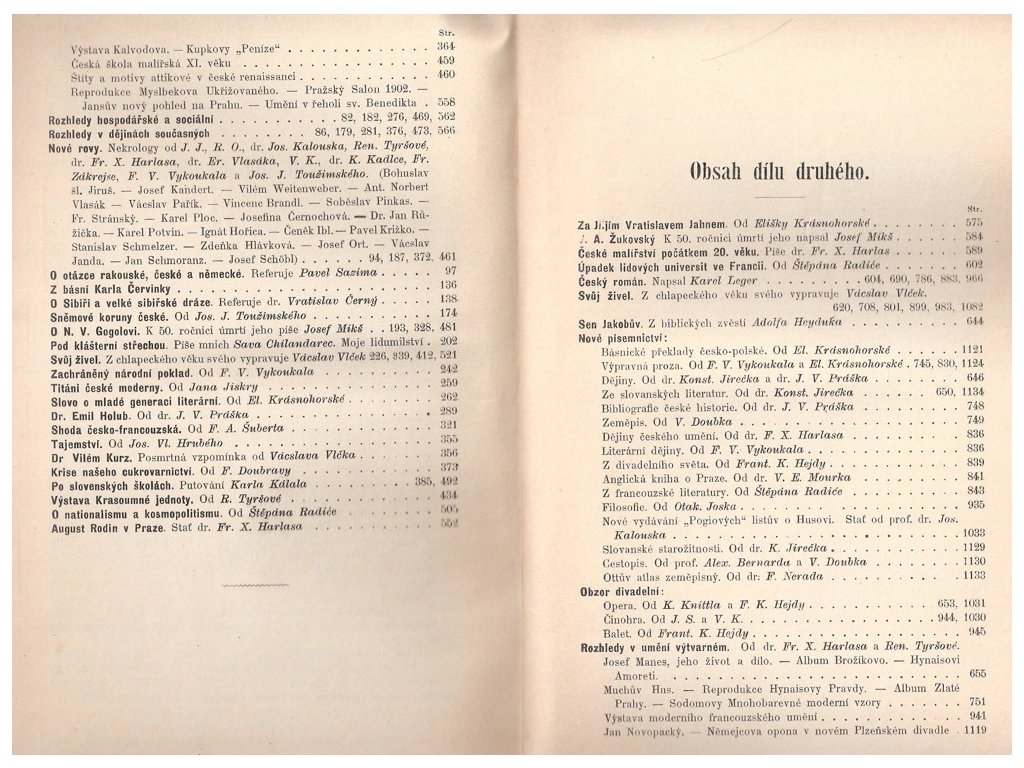 Str.
Výstava Kalvodova. — Kupkovy „Peníze“ . . . . . . . . . . . . . . 364
Česká škola malířská XI. věku . . . . . . . . . . . . . . . . . . 459
Štíty a motivy attikové v české renaissanci . . . . . . . . . . . . . 460
Reprodukce Myslbekova Ukřižovaného. — Pražský Salon 1902. —
Jansův nový pohled na Prahu. — Umění v řeholi sv. Benedikta . 558
Rozhledy hospodářské a sociální . . . . . . . . . . . 82, 182, 276, 469, 562
Rozhledy v dějinách současných . . . . . . . . 86, 179, 281, 376, 473, 566
Nové rovy. Nekrology od J. J., R. O., dr. Jos. Kalouska, Ren. Tyršové,
dr. Fr. X. Harlasa, dr. Er. Vlasáka, V. K., dr. K. Kadlce, Fr.
Zákrejse, F. V. Vykoukala a Jos. J. Toužimského. (Bohuslav
šl. Jiruš. — Josef Kandert. — Vilém Weitenweber. — Ant. Norbert
Vlasák — Vácslav Pařík. — Vincenc Brandl. — Soběslav Pinkas. —
Fr. Stránský. — Karel Ploc. — Josefina Černochová. — Dr. Jan Rů-
žička. — Karel Potvin. — Ignát Hořica. — Čeněk Ibl. — Pavel Križko. —
Stanislav Schmelzer. — Zdeňka Hlávková. — Josef Ort. — Vácslav
Janda. — Jan Schmoranz. — Josef Schöbl) . . . . . . . 94, 187, 372, 461
O otázce rakouské, české a německé. Referuje Pavel Sazima . . . . . 97
Z básní Karla Červinky . . . . . . . . . . . . . . . . . . . . . 136
O Sibiři a velké sibiřské dráze. Referuje dr. Vratislav Černý . . . . . . 138
Sněmové koruny české. Od Jos. J. Toužimského . . . . . . . . . . . . 174
O N. V. Gogolovi. K 50. ročnici úmrtí jeho píše Josef Mikš . . 193, 328, 481
Pod klášterní střechou. Píše mnich Sava Chilandarec. Moje lidumilství . 202
Svůj živel. Z chlapeckého věku svého vypravuje Vácslav Vlček 226, 339, 412, 521
Zachráněný národní poklad. Od F. V. Vykoukala . . . . . . . . . . . 242
Titáni české moderny. Od Jana Jiskry . . . . . . . . . . . . . . . . 259
Slovo o mladé generaci literární. Od El. Krásnohorské . . . . . . . . . 262
Dr. Emil Holub. Od dr. J. V. Práška . . . . . . . . . . . . . . . . 289
Shoda česko-francouzská. Od F. A. Šuberta . . . . . . . . . . . . . . 321
Tajemství. Od Jos. Vl. Hrubého . . . . . . . . . . . . . . . . . . 355
Dr Vilém Kurz. Posmrtná vzpomínka od Vácslava Vlčka . . . . . . . . 356
Krise našeho cukrovarnictví. Od F. Doubravy . . . . . . . . . . . . . 373
Po slovenských školách. Putování Karla Kálala . . . . . . . . . . 385, 492
Výstava Krasoumné jednoty. Od R. Tyršové . . . . . . . . . . . . . . 434
O nationalismu a kosmopolitismu. Od Štěpána Radiće . . . . . . . . . . 505
August Rodin v Praze. Stať dr. Fr. X. Harlasa . . . . . . . . . . . . 552
Obsah dílu druhého.
Str.
Za Jiljím Vratislavem Jahnem. Od Elišky Krásnohorské . . . . . . . . . 575
J. A. Žukovský K 50. ročnici úmrtí jeho napsal Josef Mikš . . . . . . . 584
České malířství počátkem 20. věku. Píše dr. Fr. X. Harlas . . . . . . . 589
Úpadek lidových universit ve Francii. Od Štěpána Radiće . . . . . . . . 602
Český román. Napsal Karel Leger . . . . . . . . . . 604, 690, 786, 883, 966
Svůj živel. Z chlapeckého věku svého vypravuje Vácslav Vlček.
620, 708, 801, 899, 983, 1082
Sen Jakobův. Z biblických zvěstí Adolfa Heyduka . . . . . . . . . . . 644
Nové písemnictví:
Básnické překlady česko-polské. Od El. Krásnohorské . . . . . . 1121
Výpravná proza. Od F. V. Vykoukala a El. Krásnohorské . 745, 830, 1124
Dějiny. Od dr. Konst. Jirečka a dr. J. V. Práška . . . . . . . . . 646
Ze slovanských literatur. Od dr. Konst. Jirečka . . . . . . 650, 1134
Bibliografie české historie. Od dr. J. V. Práška . . . . . . . . . 748
Zeměpis. Od V. Doubka . . . . . . . . . . . . . . . . . . . . 749
Dějiny českého umění. Od dr. F. X. Harlasa . . . . . . . . . . . 836
Literární dějiny. Od F. V. Vykoukala . . . . . . . . . . . . . . . 836
Z divadelního světa. Od Frant. K. Hejdy . . . . . . . . . . . . . 839
Anglická kniha o Praze. Od dr. V. E. Mourka . . . . . . . . . . 841
Z francouzské literatury. Od Štěpána Radiće . . . . . . . . . . . 843
Filosofie. Od Otak. Joska . . . . . . . . . . . . . . . . . . . . 935
Nové vydávání „Pogiových“ listův o Husovi. Stať od prof. dr. Jos.
Kalouska . . . . . . . . . . . . . . . . . . . . . . . . . . 1033
Slovanské starožitnosti. Od dr. K. Jirečka . . . . . . . . . . . . 1129
Cestopis. Od prof. Alex. Bernarda a V. Doubka . . . . . . . . . 1130
Ottův atlas zeměpisný. Od dr F. Nerada . . . . . . . . . . . . 1133
Obzor divadelní:
Opera. Od K. Knittla a F. K. Hejdy . . . . . . . . . . . . 653, 1031
Činohra. Od J. S. a V. K. . . . . . . . . . . . . . . . . . 944, 1030
Balet. Od Frant. K. Hejdy . . . . . . . . . . . . . . . . . . . . 945
Rozhledy v umění výtvarném. Od dr. Fr. X. Harlasa a Ren. Tyršové.
Josef Manes, jeho život a dílo. — Album Brožíkovo. — Hynaisovi
Amoreti. . . . . . . . . . . . . . . . . . . . . . . . . . . 655
Muchův Hus. — Reprodukce Hynaisovy Pravdy. — Album Zlaté
Prahy. — Sodomovy Mnohobarevné moderní vzory . . . . . . . . 751
Výstava moderního francouzského umění . . . . . . . . . . . . . . 941
Jan Novopacký. — Němejcova opona v novém Plzeňském divadle . 1119